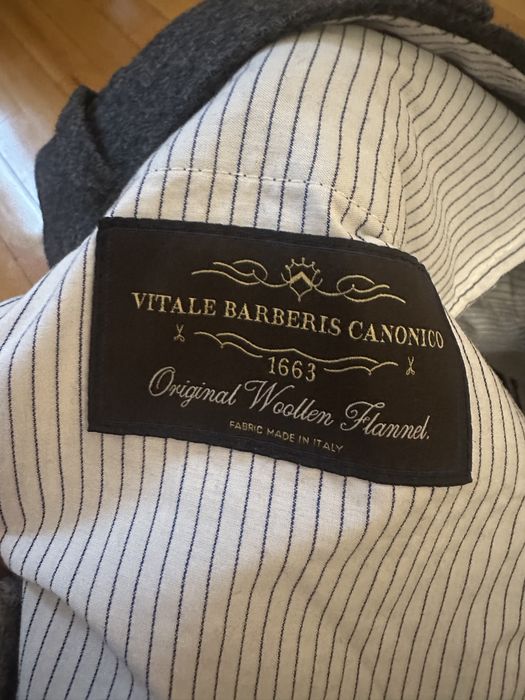 VITALE BARBERIS CANONICO
1663
Original Woollen Flannel.
FABRIC MADE IN ITALY